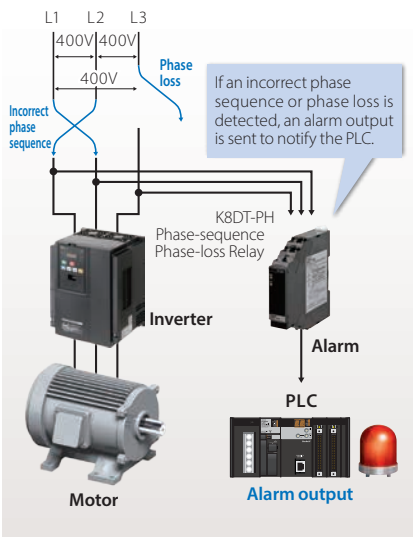 L1 L2 L3
400V 400V
400V
Phase
loss
Incorrect
phase
sequence
If an incorrect phase
sequence or phase loss is
detected, an alarm output
is sent to notify the PLC.
K8DT-PH
Phase-sequence
Phase-loss Relay
Inverter
Alarm
PLC
Motor
Alarm output